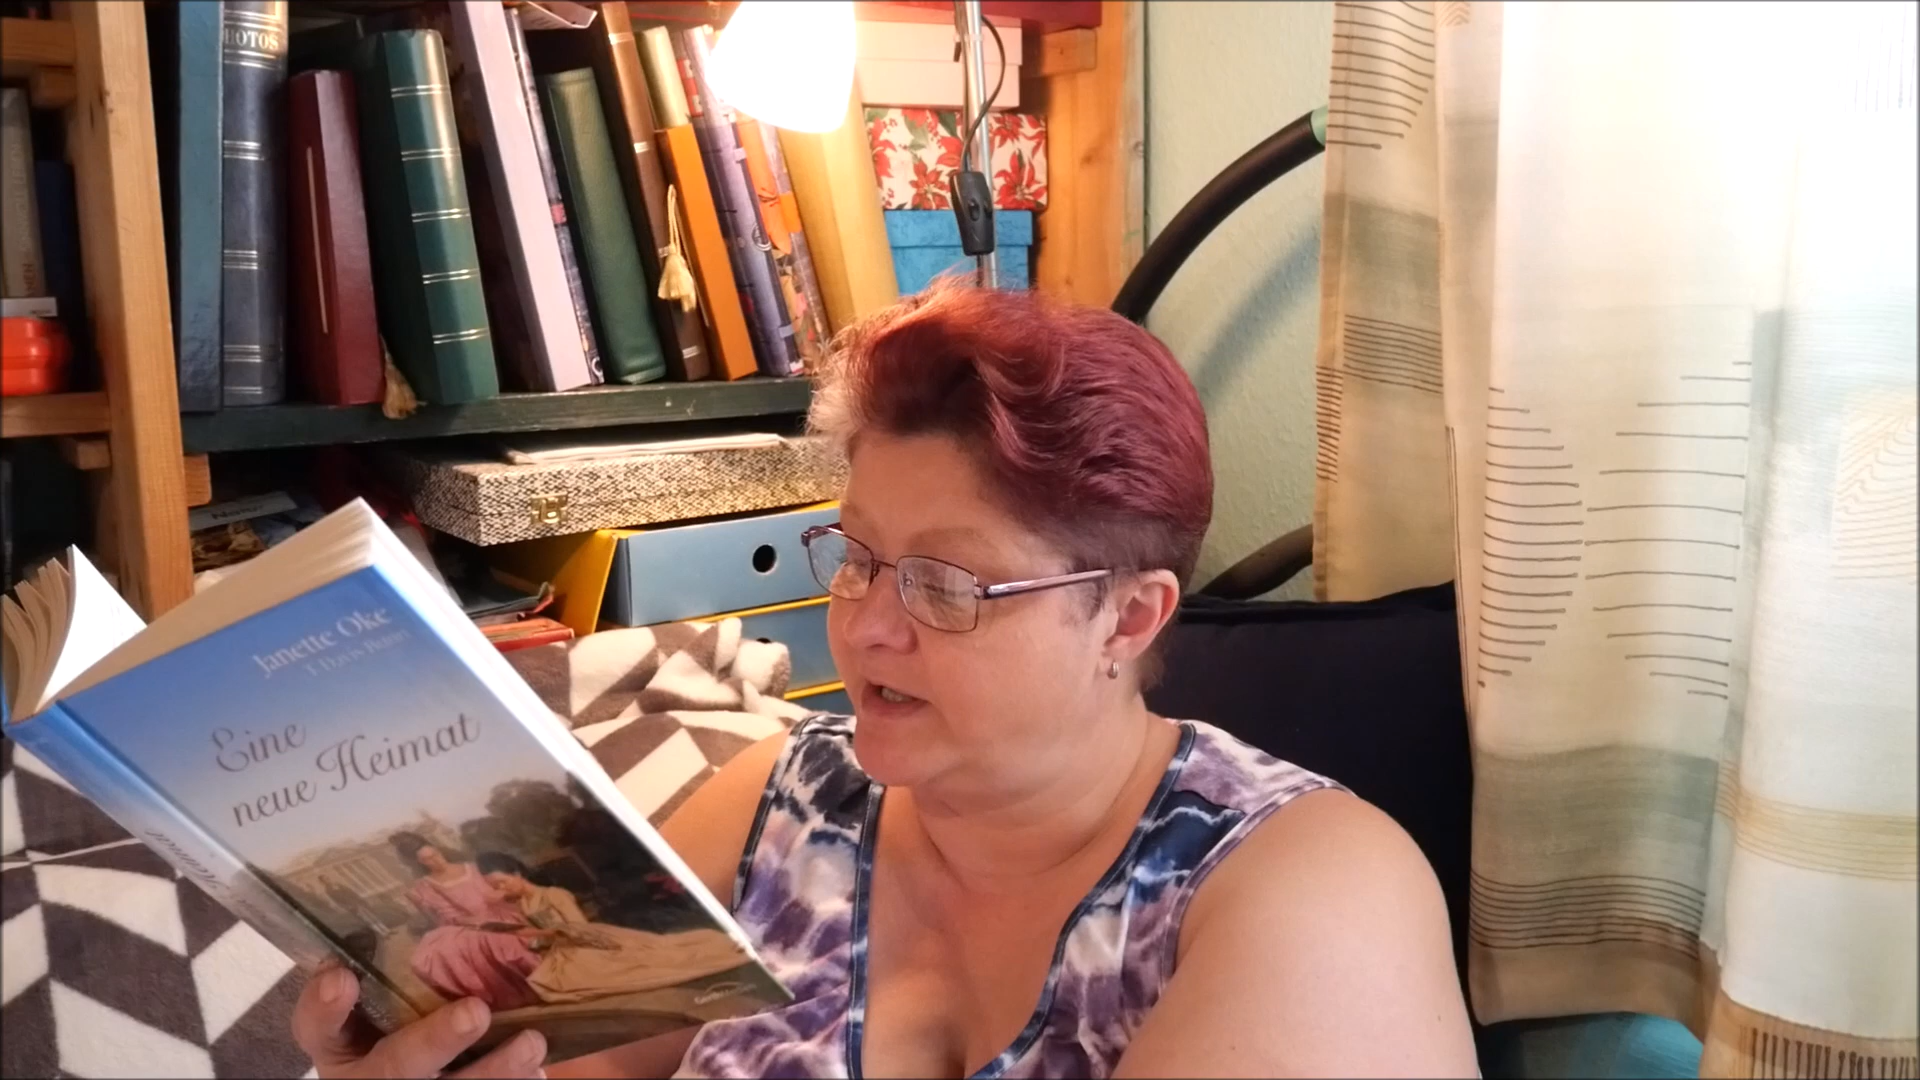 PHOTOS
Janette Oke
T. Davis Bunn
Eine
neue Heimat